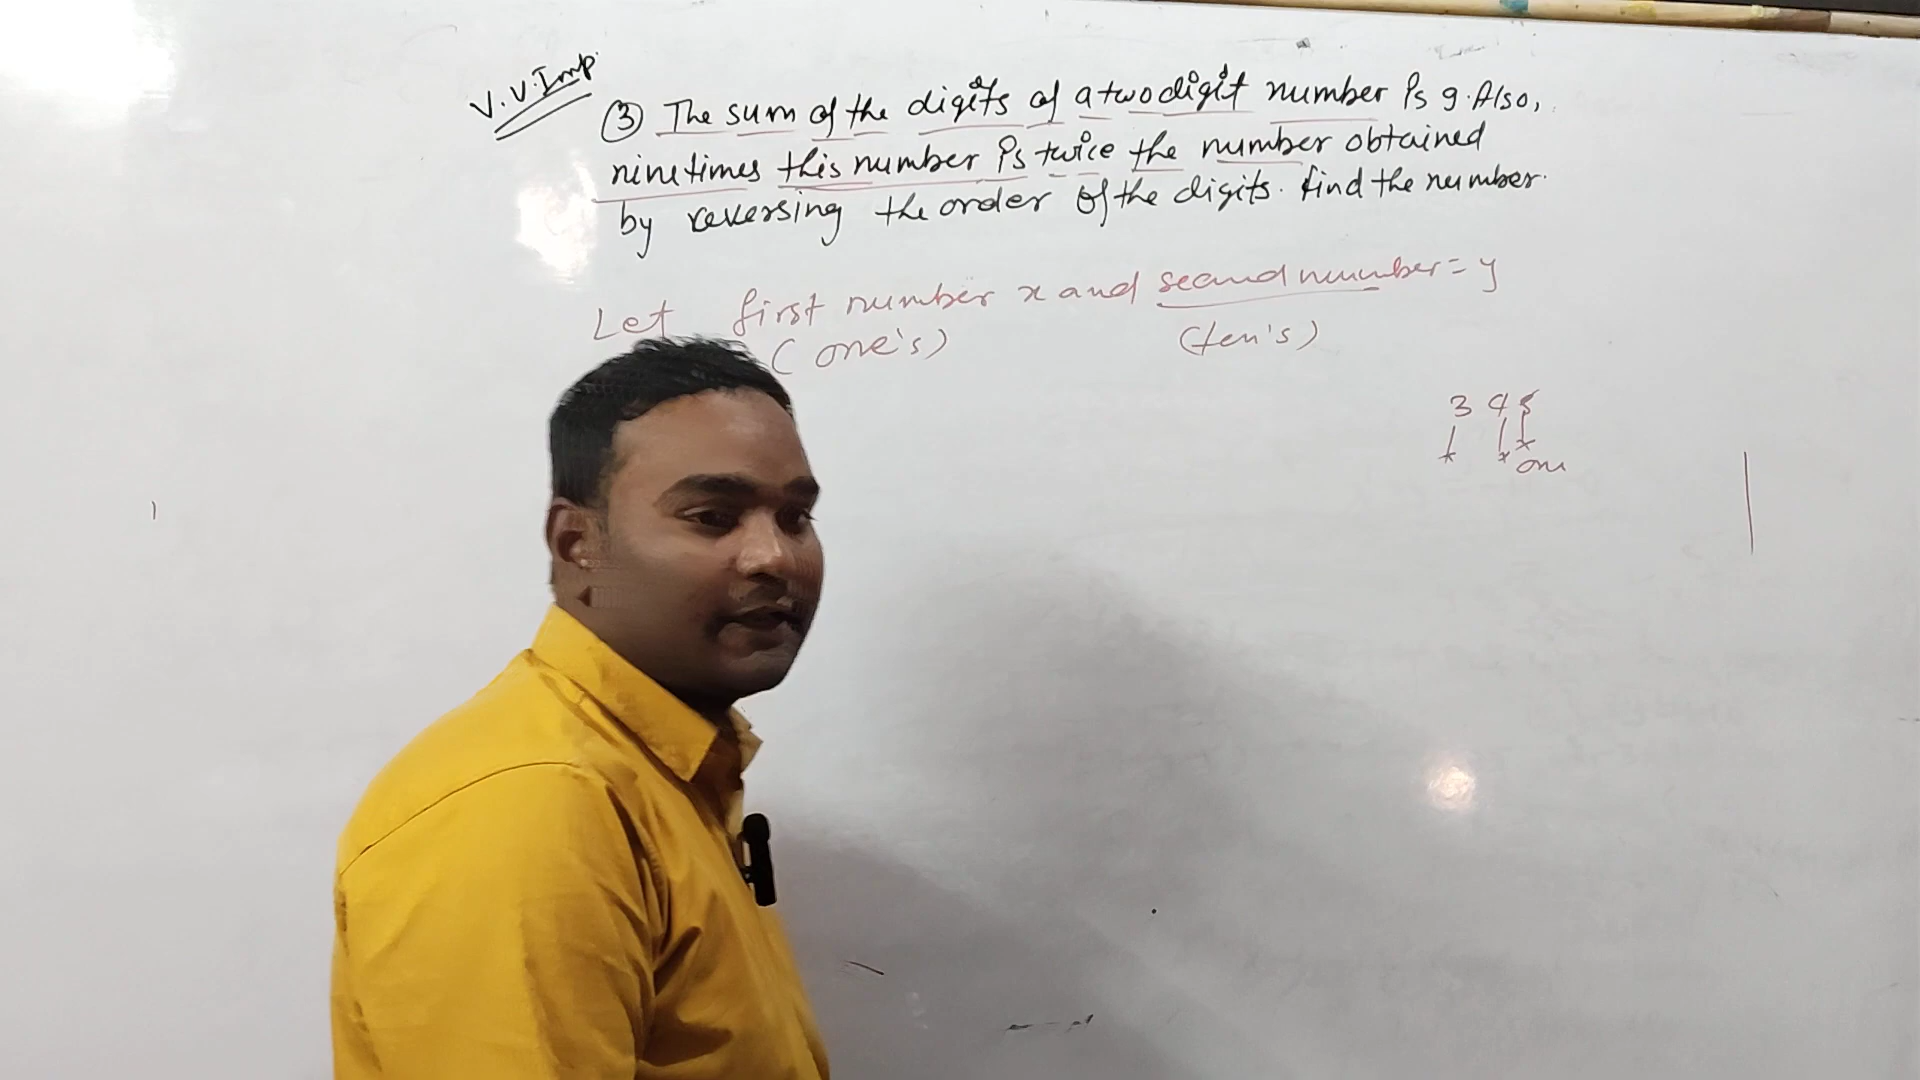 V.V.Imp.
③ The sum of the digits of a two digit number is 9. Also,
nine times this number is twice the number obtained
by reversing the order of the digits. find the number.
Let first number x and second number = y
(one's) (ten's)
3 4 5
one